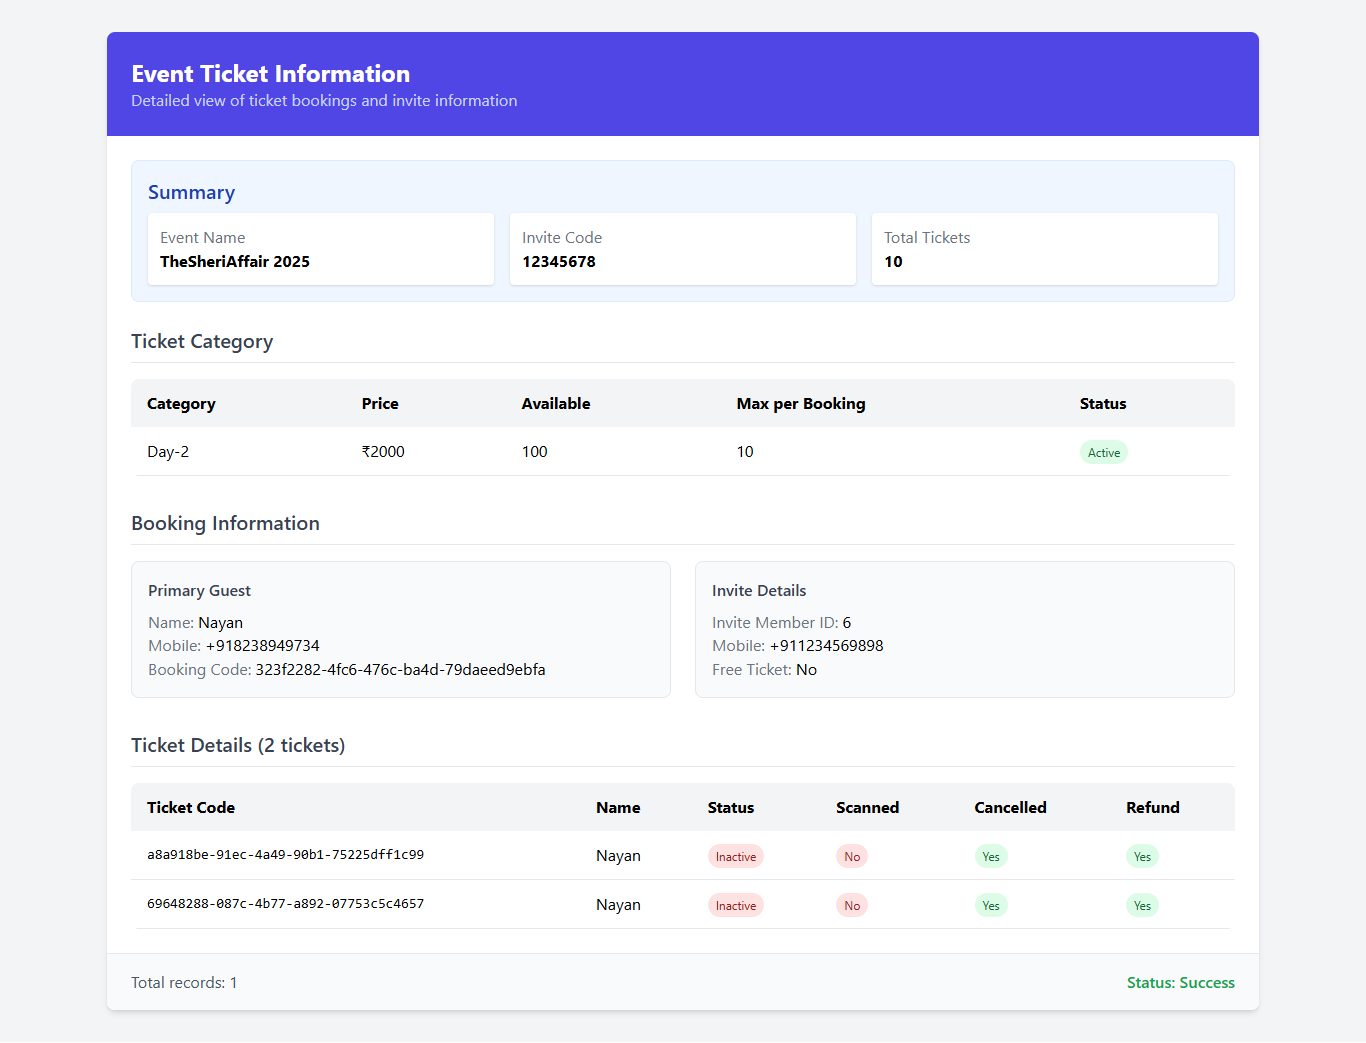 Event Ticket Information
Detailed view of ticket bookings and invite information
Summary
Event Name
TheSheriAffair 2025
Invite Code
12345678
Total Tickets
10
Ticket Category
Category Price Available Max per Booking Status
Day-2 ₹2000 100 10 Active
Booking Information
Primary Guest
Name: Nayan
Mobile: +918238949734
Booking Code: 323f2282-4fc6-476c-ba4d-79daeed9ebfa
Invite Details
Invite Member ID: 6
Mobile: +911234569898
Free Ticket: No
Ticket Details (2 tickets)
Ticket Code Name Status Scanned Cancelled Refund
a8a918be-91ec-4a49-90b1-75225dff1c99 Nayan Inactive No Yes Yes
69648288-087c-4b77-a892-07753c5c4657 Nayan Inactive No Yes Yes
Total records: 1 Status: Success